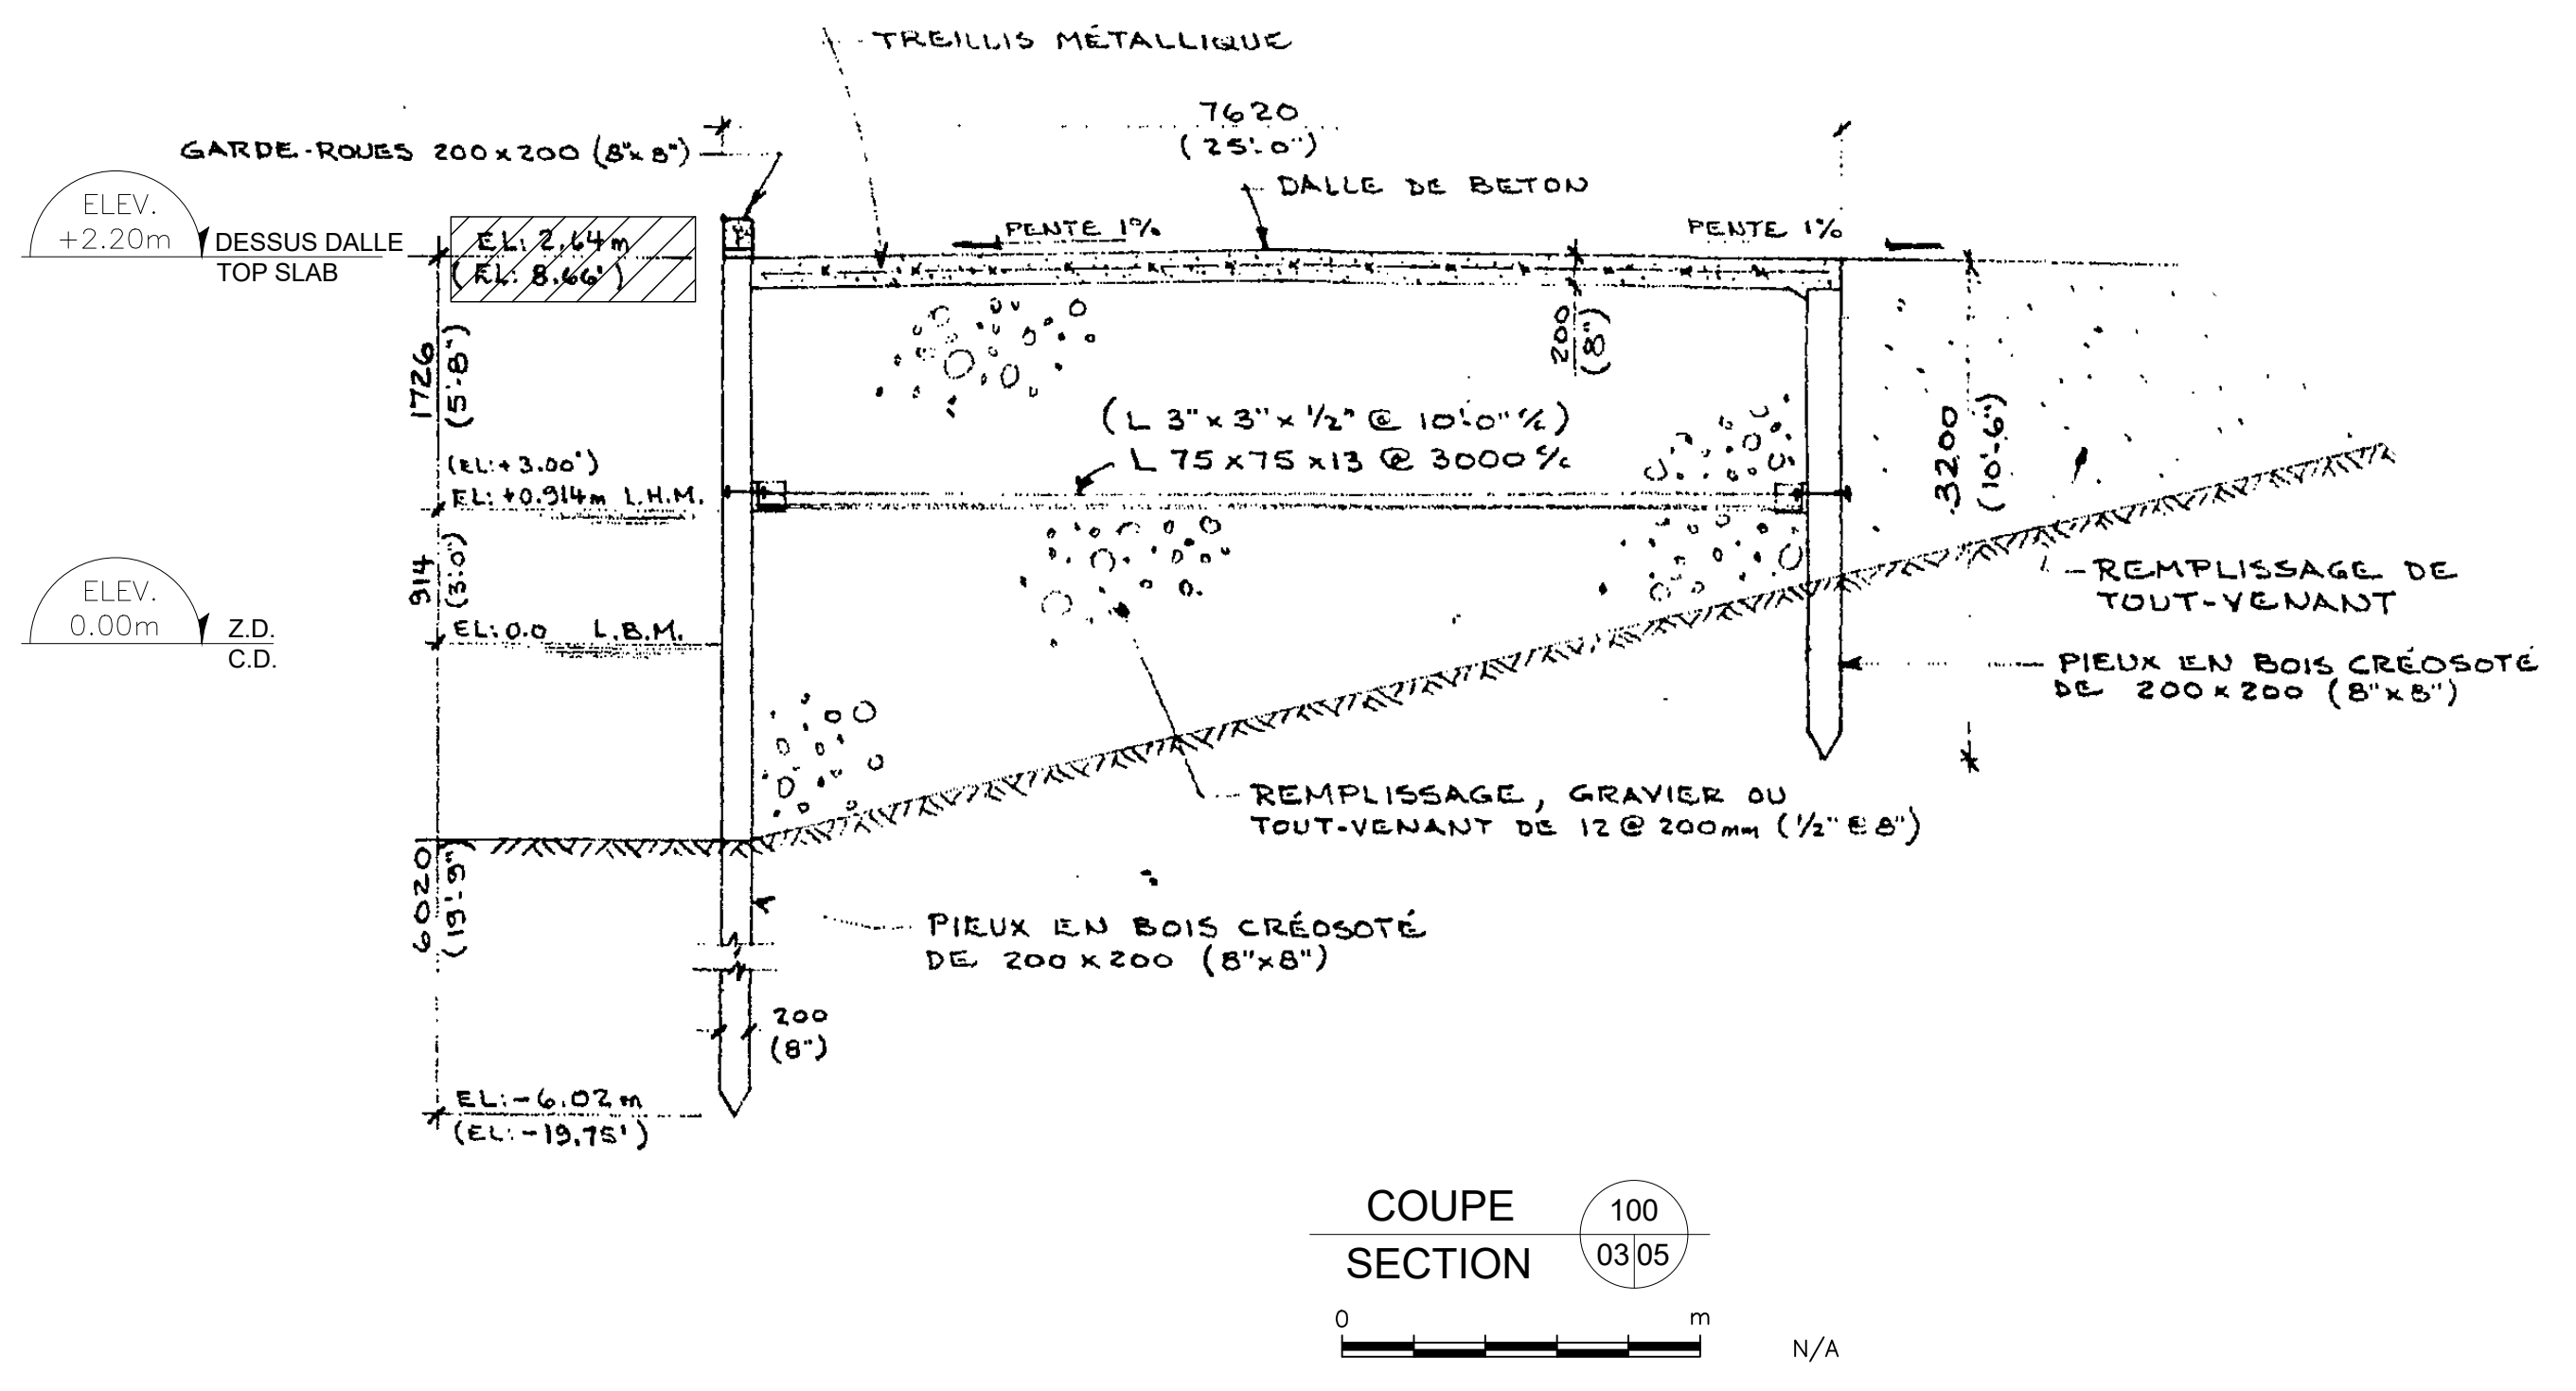 TREILLIS MÉTALLIQUE
7620
(25'-0")
GARDE-ROUES 200x200 (8"x8")
DALLE DE BETON
ELEV.
+2.20m
DESSUS DALLE
TOP SLAB
EL: 2.64m
(EL: 8.66')
PENTE 1%
PENTE 1%
1726
(5'-8")
200
(8")
3200
(10'-6")
(L 3"x3"x1/2" @ 10'-0" c/c)
L 75x75x13 @ 3000 c/c
(EL:+3.00')
EL: +0.914m L.H.M.
914
(3'-0")
ELEV.
0.00m
Z.D.
C.D.
EL: 0.0 L.B.M.
REMPLISSAGE DE
TOUT-VENANT
PIEUX EN BOIS CRÉOSOTÉ
DE 200x200 (8"x8")
REMPLISSAGE, GRAVIER OU
TOUT-VENANT DE 12 @ 200mm (1/2" @ 8")
6020
(19'-9")
PIEUX EN BOIS CRÉOSOTÉ
DE 200x200 (8"x8")
200
(8")
EL:-6.02m
(EL:-19.75')
COUPE
SECTION
100
03 05
0 m
N/A